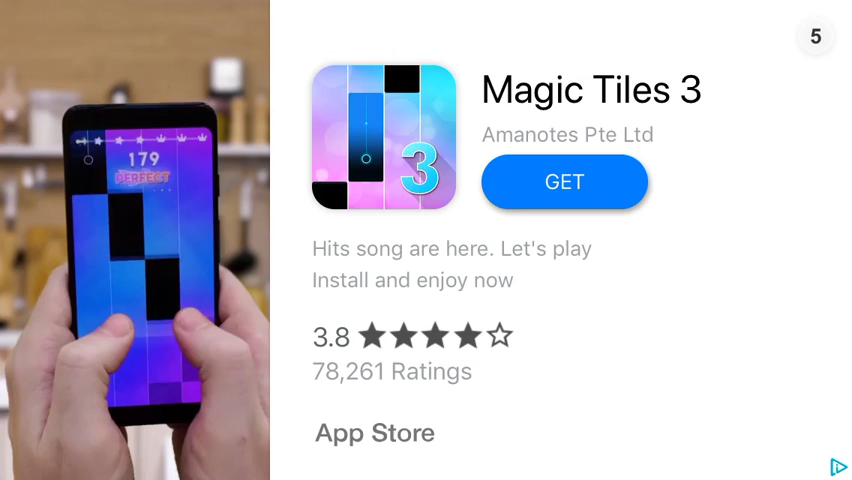 179
PERFECT
5
3
Magic Tiles 3
Amanotes Pte Ltd
GET
Hits song are here. Let's play
Install and enjoy now
3.8
78,261 Ratings
App Store